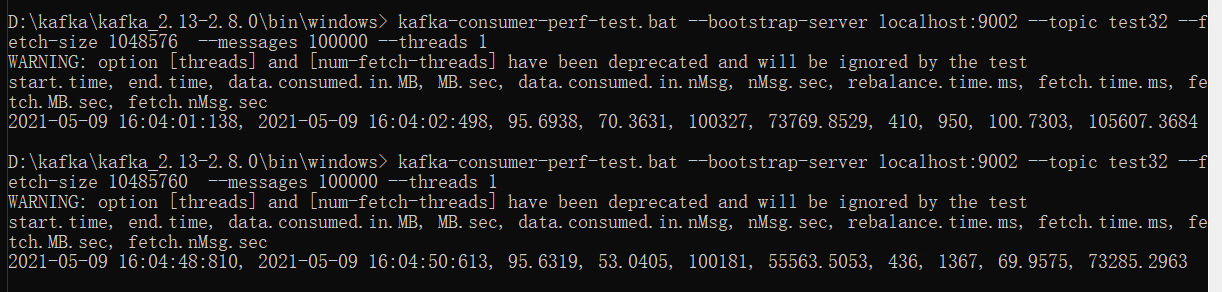 D:\kafka\kafka_2.13-2.8.0\bin\windows> kafka-consumer-perf-test.bat --bootstrap-server localhost:9002 --topic test32 --f
etch-size 1048576  --messages 100000 --threads 1
WARNING: option [threads] and [num-fetch-threads] have been deprecated and will be ignored by the test
start.time, end.time, data.consumed.in.MB, MB.sec, data.consumed.in.nMsg, nMsg.sec, rebalance.time.ms, fetch.time.ms, fe
tch.MB.sec, fetch.nMsg.sec
2021-05-09 16:04:01:138, 2021-05-09 16:04:02:498, 95.6938, 70.3631, 100327, 73769.8529, 410, 950, 100.7303, 105607.3684
D:\kafka\kafka_2.13-2.8.0\bin\windows> kafka-consumer-perf-test.bat --bootstrap-server localhost:9002 --topic test32 --f
etch-size 10485760  --messages 100000 --threads 1
WARNING: option [threads] and [num-fetch-threads] have been deprecated and will be ignored by the test
start.time, end.time, data.consumed.in.MB, MB.sec, data.consumed.in.nMsg, nMsg.sec, rebalance.time.ms, fetch.time.ms, fe
tch.MB.sec, fetch.nMsg.sec
2021-05-09 16:04:48:810, 2021-05-09 16:04:50:613, 95.6319, 53.0405, 100181, 55563.5053, 436, 1367, 69.9575, 73285.2963